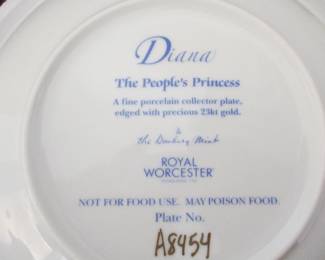 Diana
The People's Princess
A fine porcelain collector plate,
edged with precious 23kt gold.
the Danbury Mint
ROYAL
WORCESTER
NOT FOR FOOD USE. MAY POISON FOOD.
Plate No.
A8454